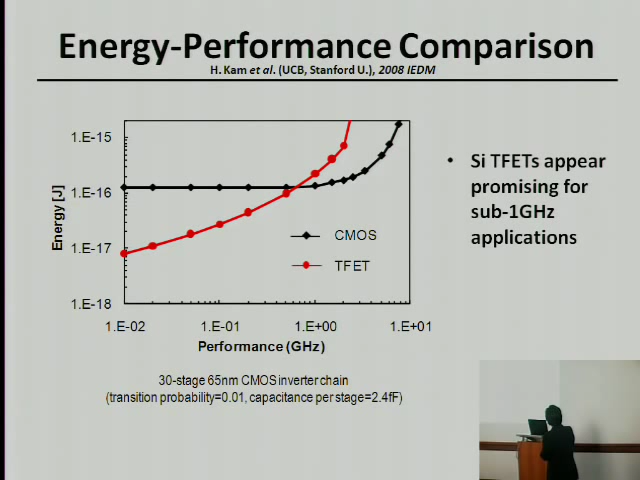 Energy-Performance Comparison
H. Kam et al. (UCB, Stanford U.), 2008 IEDM
1.E-15
1.E-16
1.E-17
1.E-18
Energy [J]
CMOS
TFET
1.E-02 1.E-01 1.E+00 1.E+01
Performance (GHz)
30-stage 65nm CMOS inverter chain
(transition probability=0.01, capacitance per stage=2.4fF)
• Si TFETs appear
promising for
sub-1GHz
applications